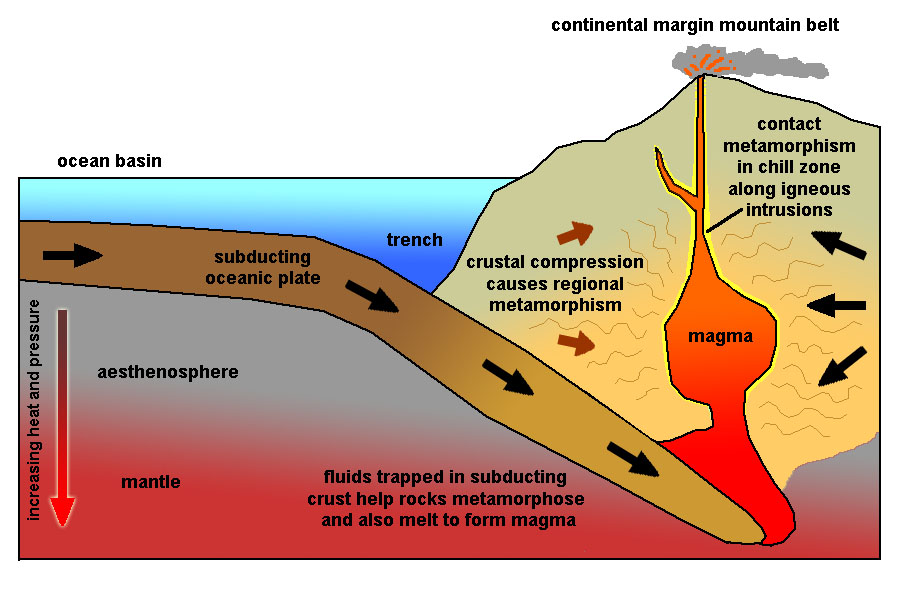 continental margin mountain belt
ocean basin
contact
metamorphism
in chill zone
along igneous
intrusions
trench
subducting
oceanic plate
crustal compression
causes regional
metamorphism
magma
increasing heat and pressure
aesthenosphere
mantle
fluids trapped in subducting
crust help rocks metamorphose
and also melt to form magma